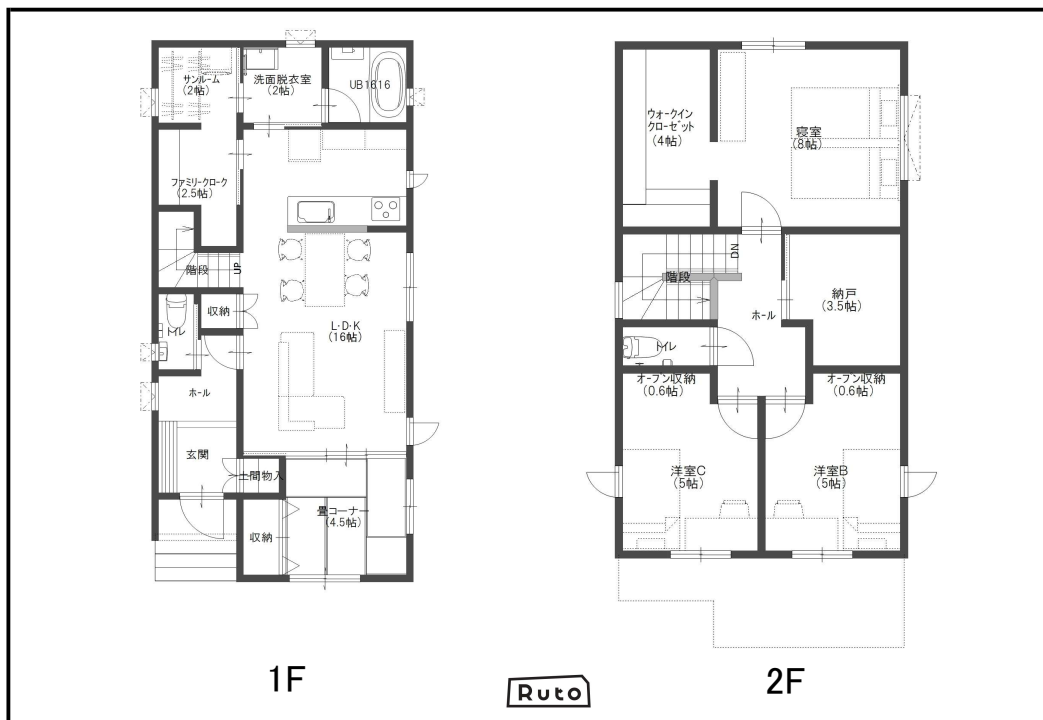 サンルーム
(2帖)
洗面脱衣室
(2帖)
UB1616
ファミリークローク
(2.5帖)
階段
UP
トイレ
収納
L・D・K
(16帖)
ホール
玄関
土間物入
畳コーナー
(4.5帖)
収納
1F
ウォークイン
クローゼット
(4帖)
寝室
(8帖)
階段
DN
納戸
(3.5帖)
ホール
トイレ
オープン収納
(0.6帖)
オープン収納
(0.6帖)
洋室C
(5帖)
洋室B
(5帖)
2F
Ruto